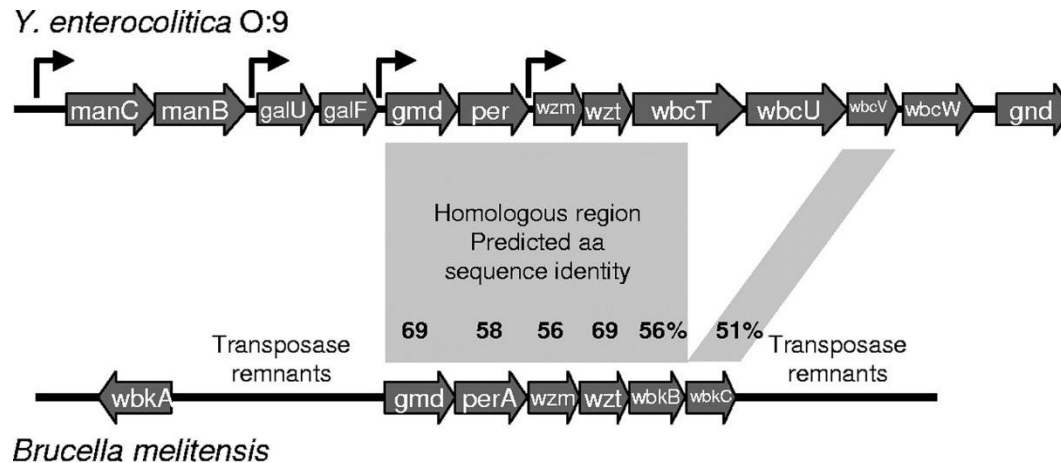 Y. enterocolitica O:9
manC manB galU galF gmd per wzm wzt wbcT wbcU wbcV wbcW gnd
Homologous region
Predicted aa
sequence identity
69 58 56 69 56% 51%
Transposase
remnants
Transposase
remnants
wbkA gmd perA wzm wzt wbkB wbkC
Brucella melitensis